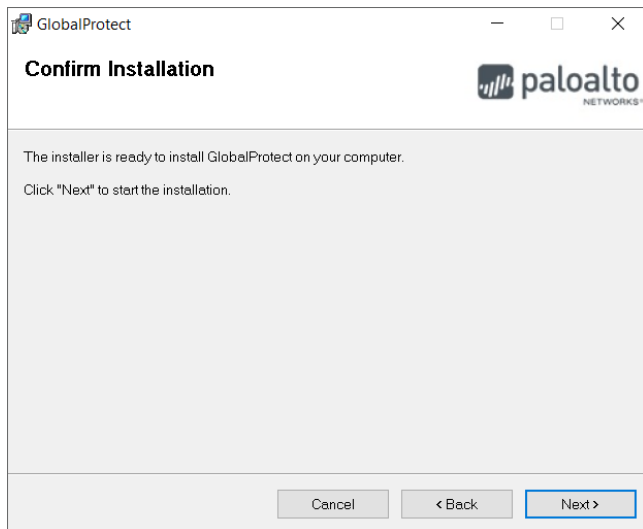 GlobalProtect
Confirm Installation
paloalto
NETWORKS®
The installer is ready to install GlobalProtect on your computer.
Click "Next" to start the installation.
Cancel
< Back
Next >